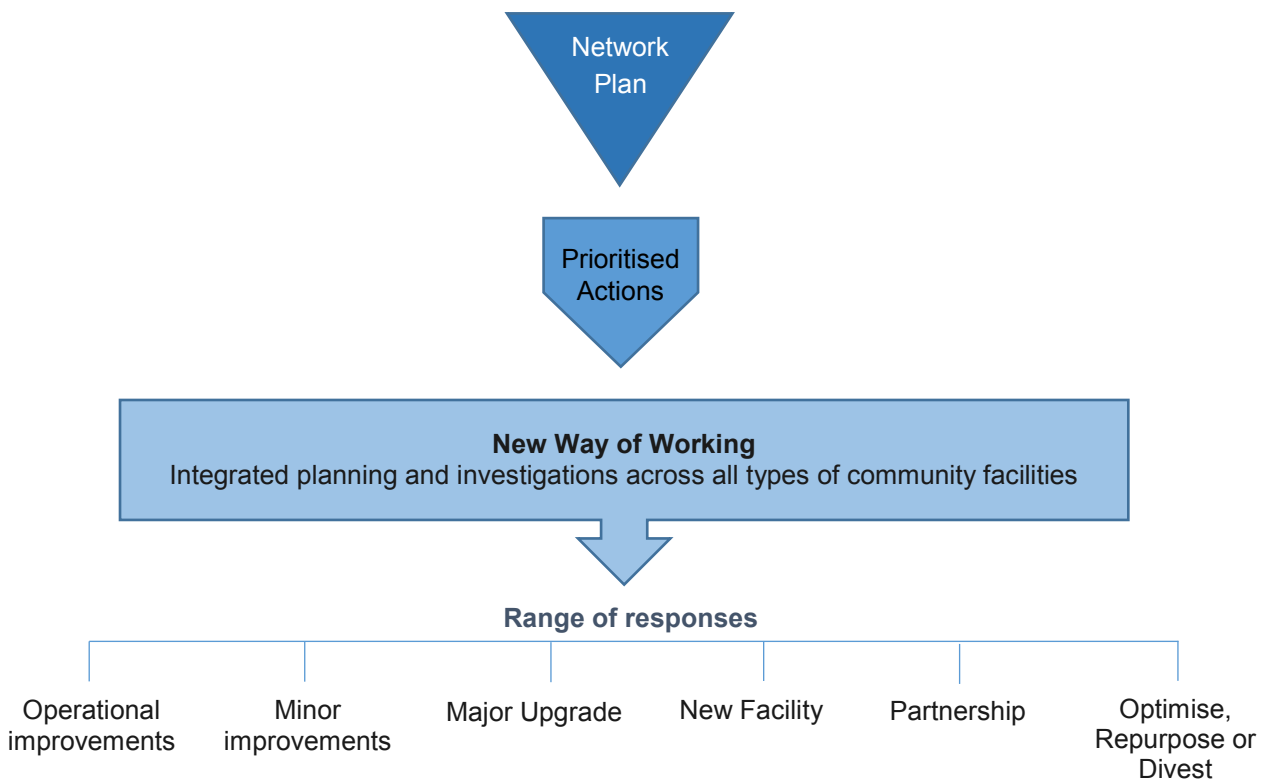 Network
Plan
Prioritised
Actions
New Way of Working
Integrated planning and investigations across all types of community facilities
Range of responses
Operational
improvements
Minor
improvements
Major Upgrade
New Facility
Partnership
Optimise,
Repurpose or
Divest